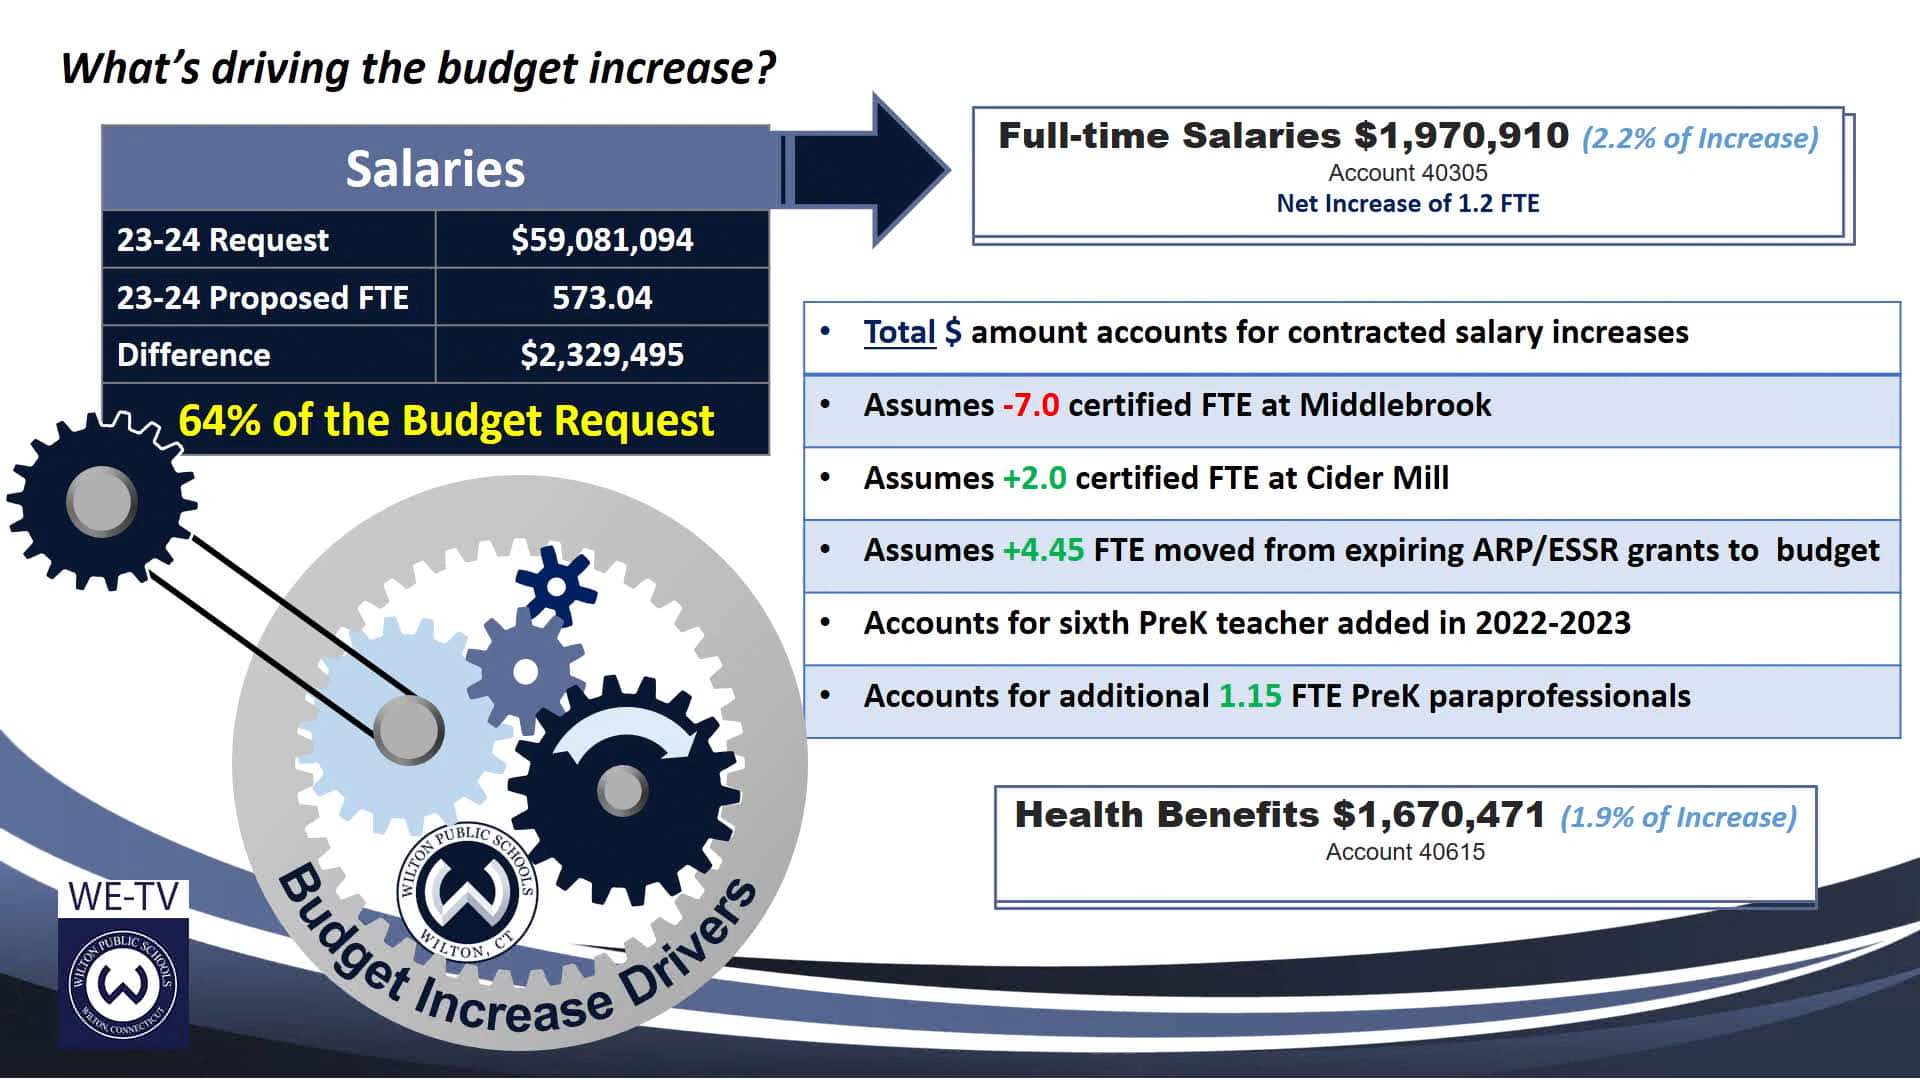 What's driving the budget increase?
Salaries
23-24 Request $59,081,094
23-24 Proposed FTE 573.04
Difference $2,329,495
64% of the Budget Request
Full-time Salaries $1,970,910 (2.2% of Increase)
Account 40305
Net Increase of 1.2 FTE
• Total $ amount accounts for contracted salary increases
• Assumes -7.0 certified FTE at Middlebrook
• Assumes +2.0 certified FTE at Cider Mill
• Assumes +4.45 FTE moved from expiring ARP/ESSR grants to budget
• Accounts for sixth PreK teacher added in 2022-2023
• Accounts for additional 1.15 FTE PreK paraprofessionals
Health Benefits $1,670,471 (1.9% of Increase)
Account 40615
WILTON PUBLIC SCHOOLS
WILTON, CT
Budget Increase Drivers
WE-TV
WILTON PUBLIC SCHOOLS
WILTON, CONNECTICUT